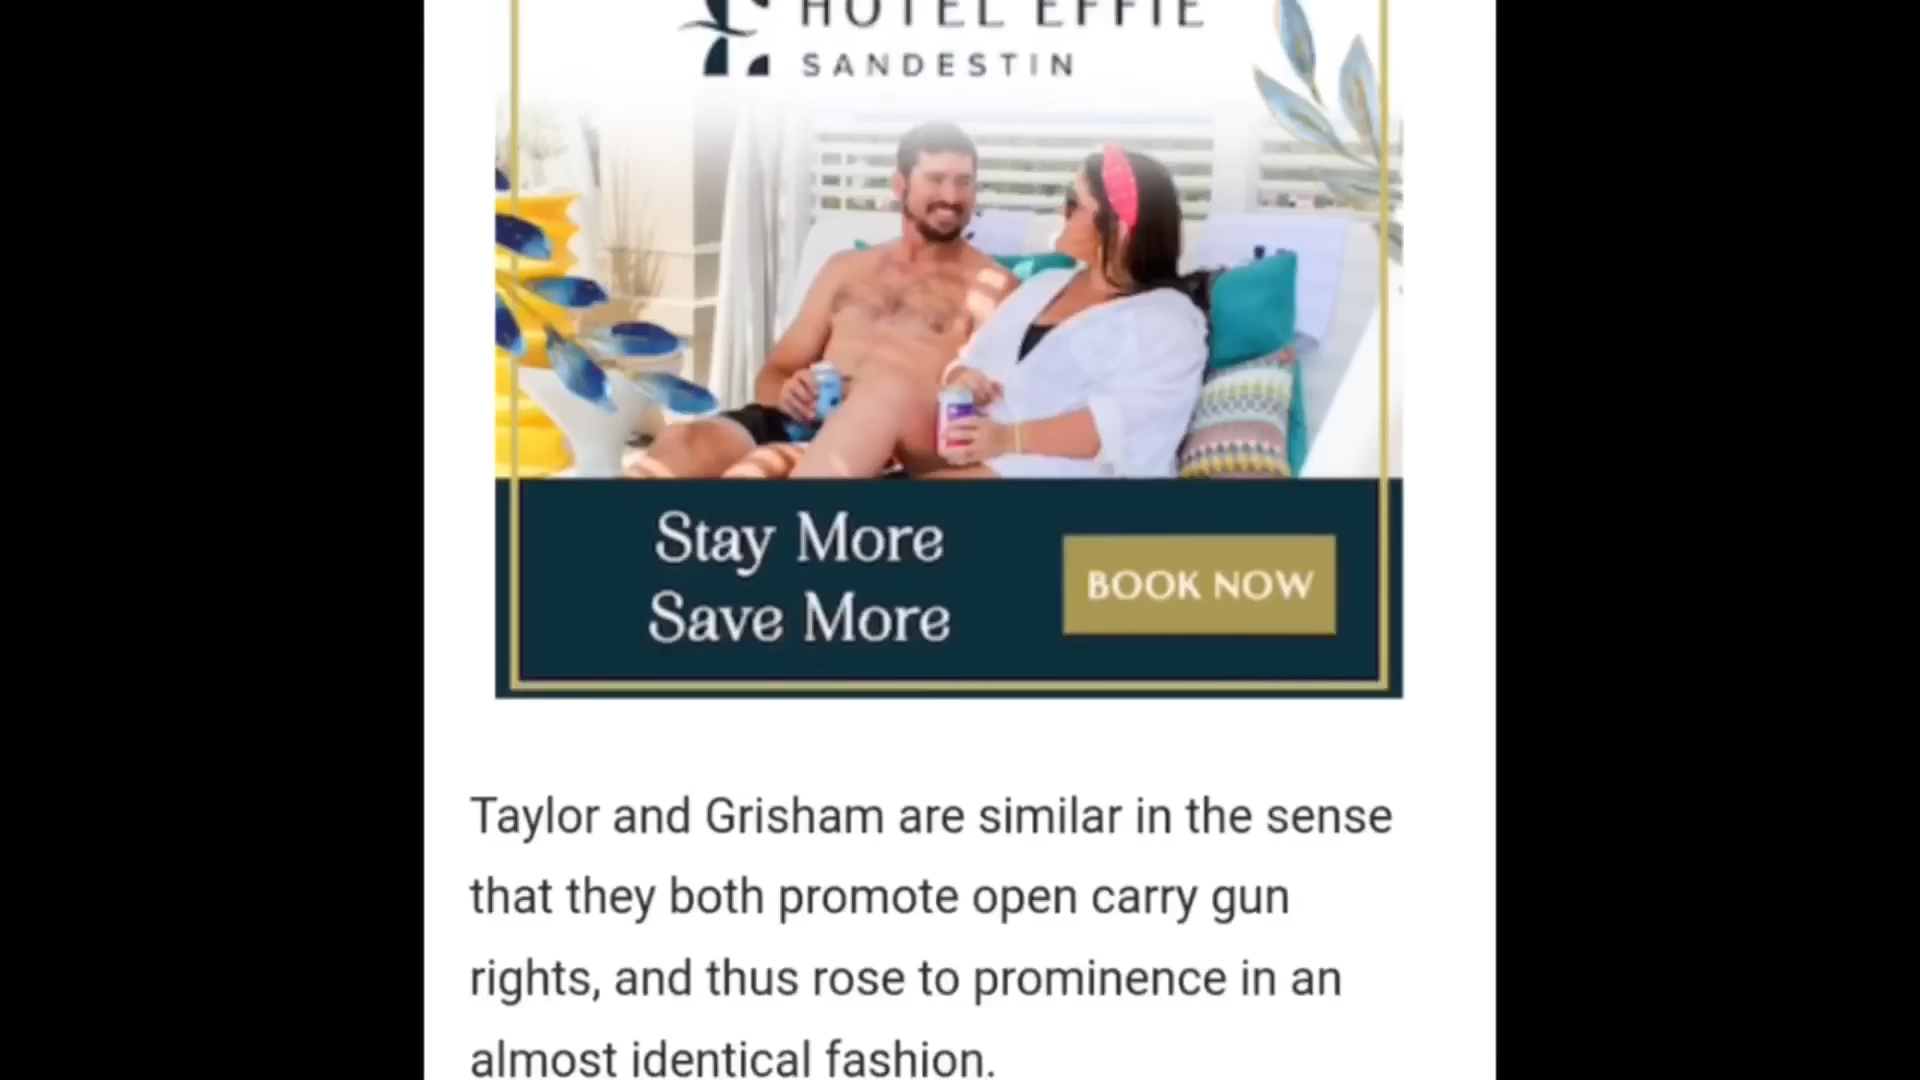 HOTEL EFFIE
SANDESTIN
Stay More
Save More
BOOK NOW
Taylor and Grisham are similar in the sense
that they both promote open carry gun
rights, and thus rose to prominence in an
almost identical fashion.